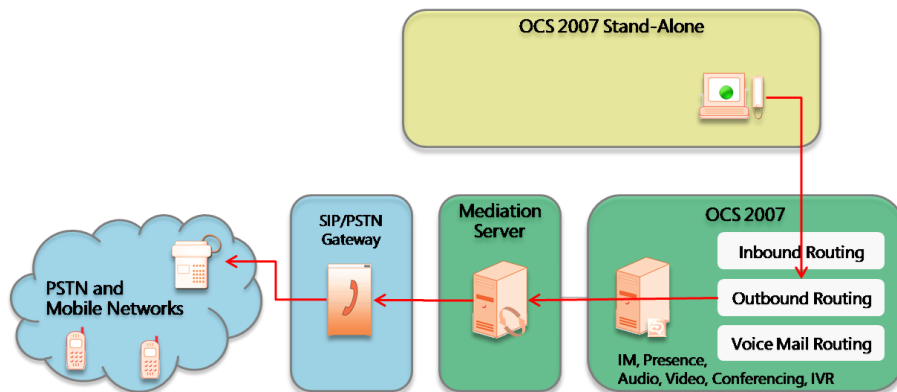 OCS 2007 Stand-Alone
SIP/PSTN
Gateway
Mediation
Server
OCS 2007
Inbound Routing
PSTN and
Mobile Networks
Outbound Routing
Voice Mail Routing
IM, Presence,
Audio, Video, Conferencing, IVR